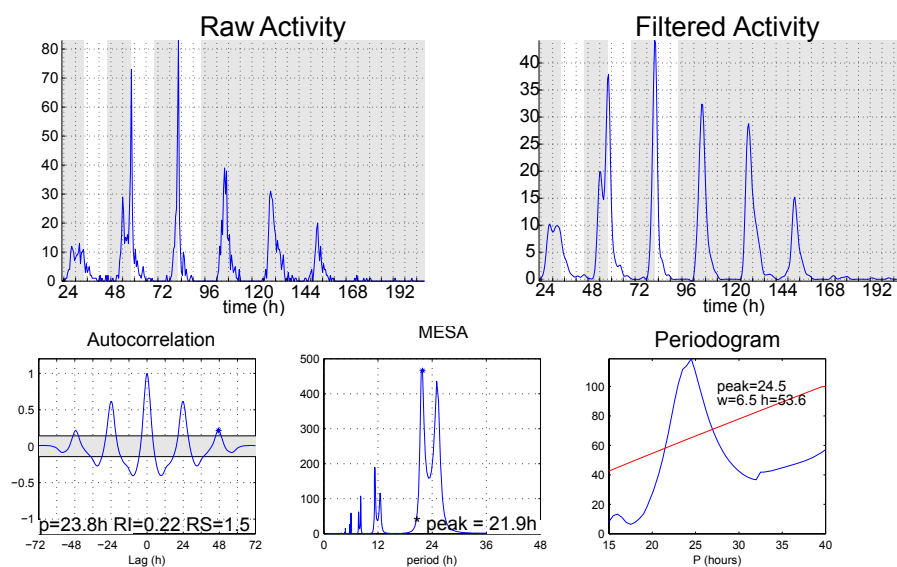 Raw Activity
80
70
60
50
40
30
20
10
0
24 48 72 96 120 144 168 192
time (h)
Filtered Activity
40
35
30
25
20
15
10
5
0
24 48 72 96 120 144 168 192
time (h)
Autocorrelation
1
0.5
0
−0.5
−1
p=23.8h RI=0.22 RS=1.5
−72 −48 −24 0 24 48 72
Lag (h)
MESA
500
400
300
200
100
0
peak = 21.9h
0 12 24 36 48
period (h)
Periodogram
100
80
60
40
20
0
peak=24.5
w=6.5 h=53.6
15 20 25 30 35 40
P (hours)